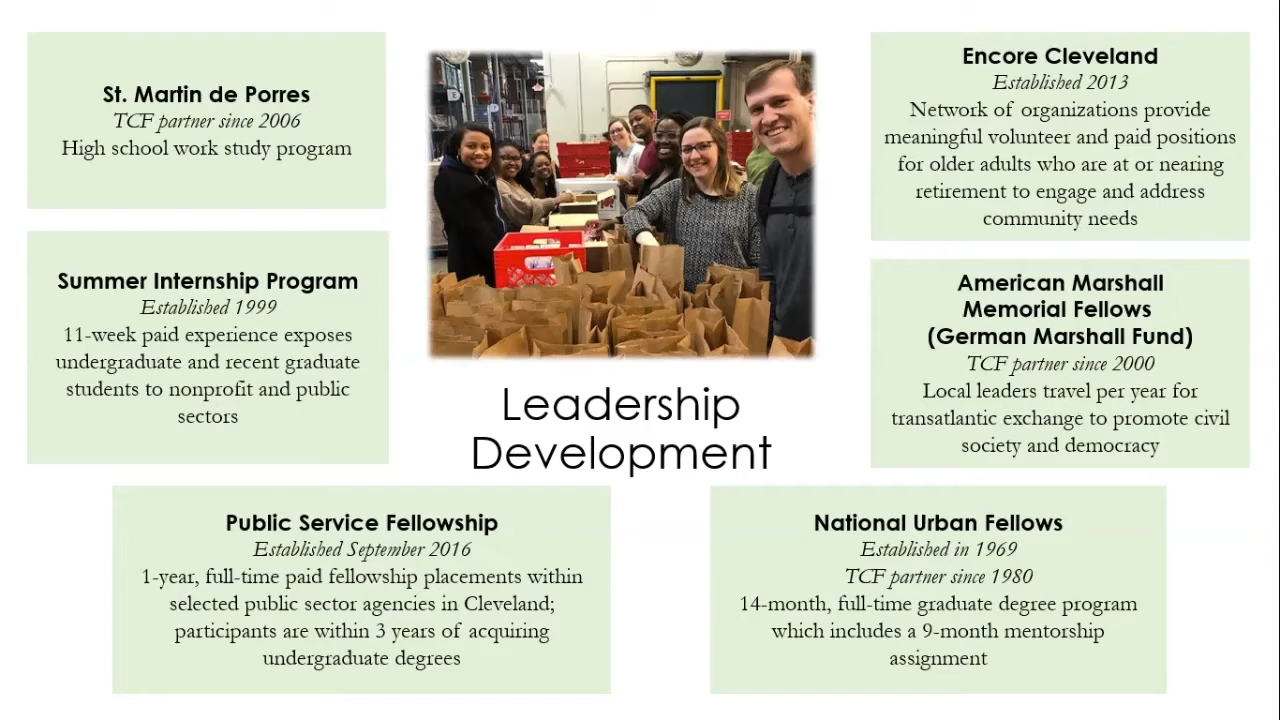 St. Martin de Porres
TCF partner since 2006
High school work study program
Summer Internship Program
Established 1999
11-week paid experience exposes
undergraduate and recent graduate
students to nonprofit and public
sectors
Leadership
Development
Encore Cleveland
Established 2013
Network of organizations provide
meaningful volunteer and paid positions
for older adults who are at or nearing
retirement to engage and address
community needs
American Marshall
Memorial Fellows
(German Marshall Fund)
TCF partner since 2000
Local leaders travel per year for
transatlantic exchange to promote civil
society and democracy
Public Service Fellowship
Established September 2016
1-year, full-time paid fellowship placements within
selected public sector agencies in Cleveland;
participants are within 3 years of acquiring
undergraduate degrees
National Urban Fellows
Established in 1969
TCF partner since 1980
14-month, full-time graduate degree program
which includes a 9-month mentorship
assignment